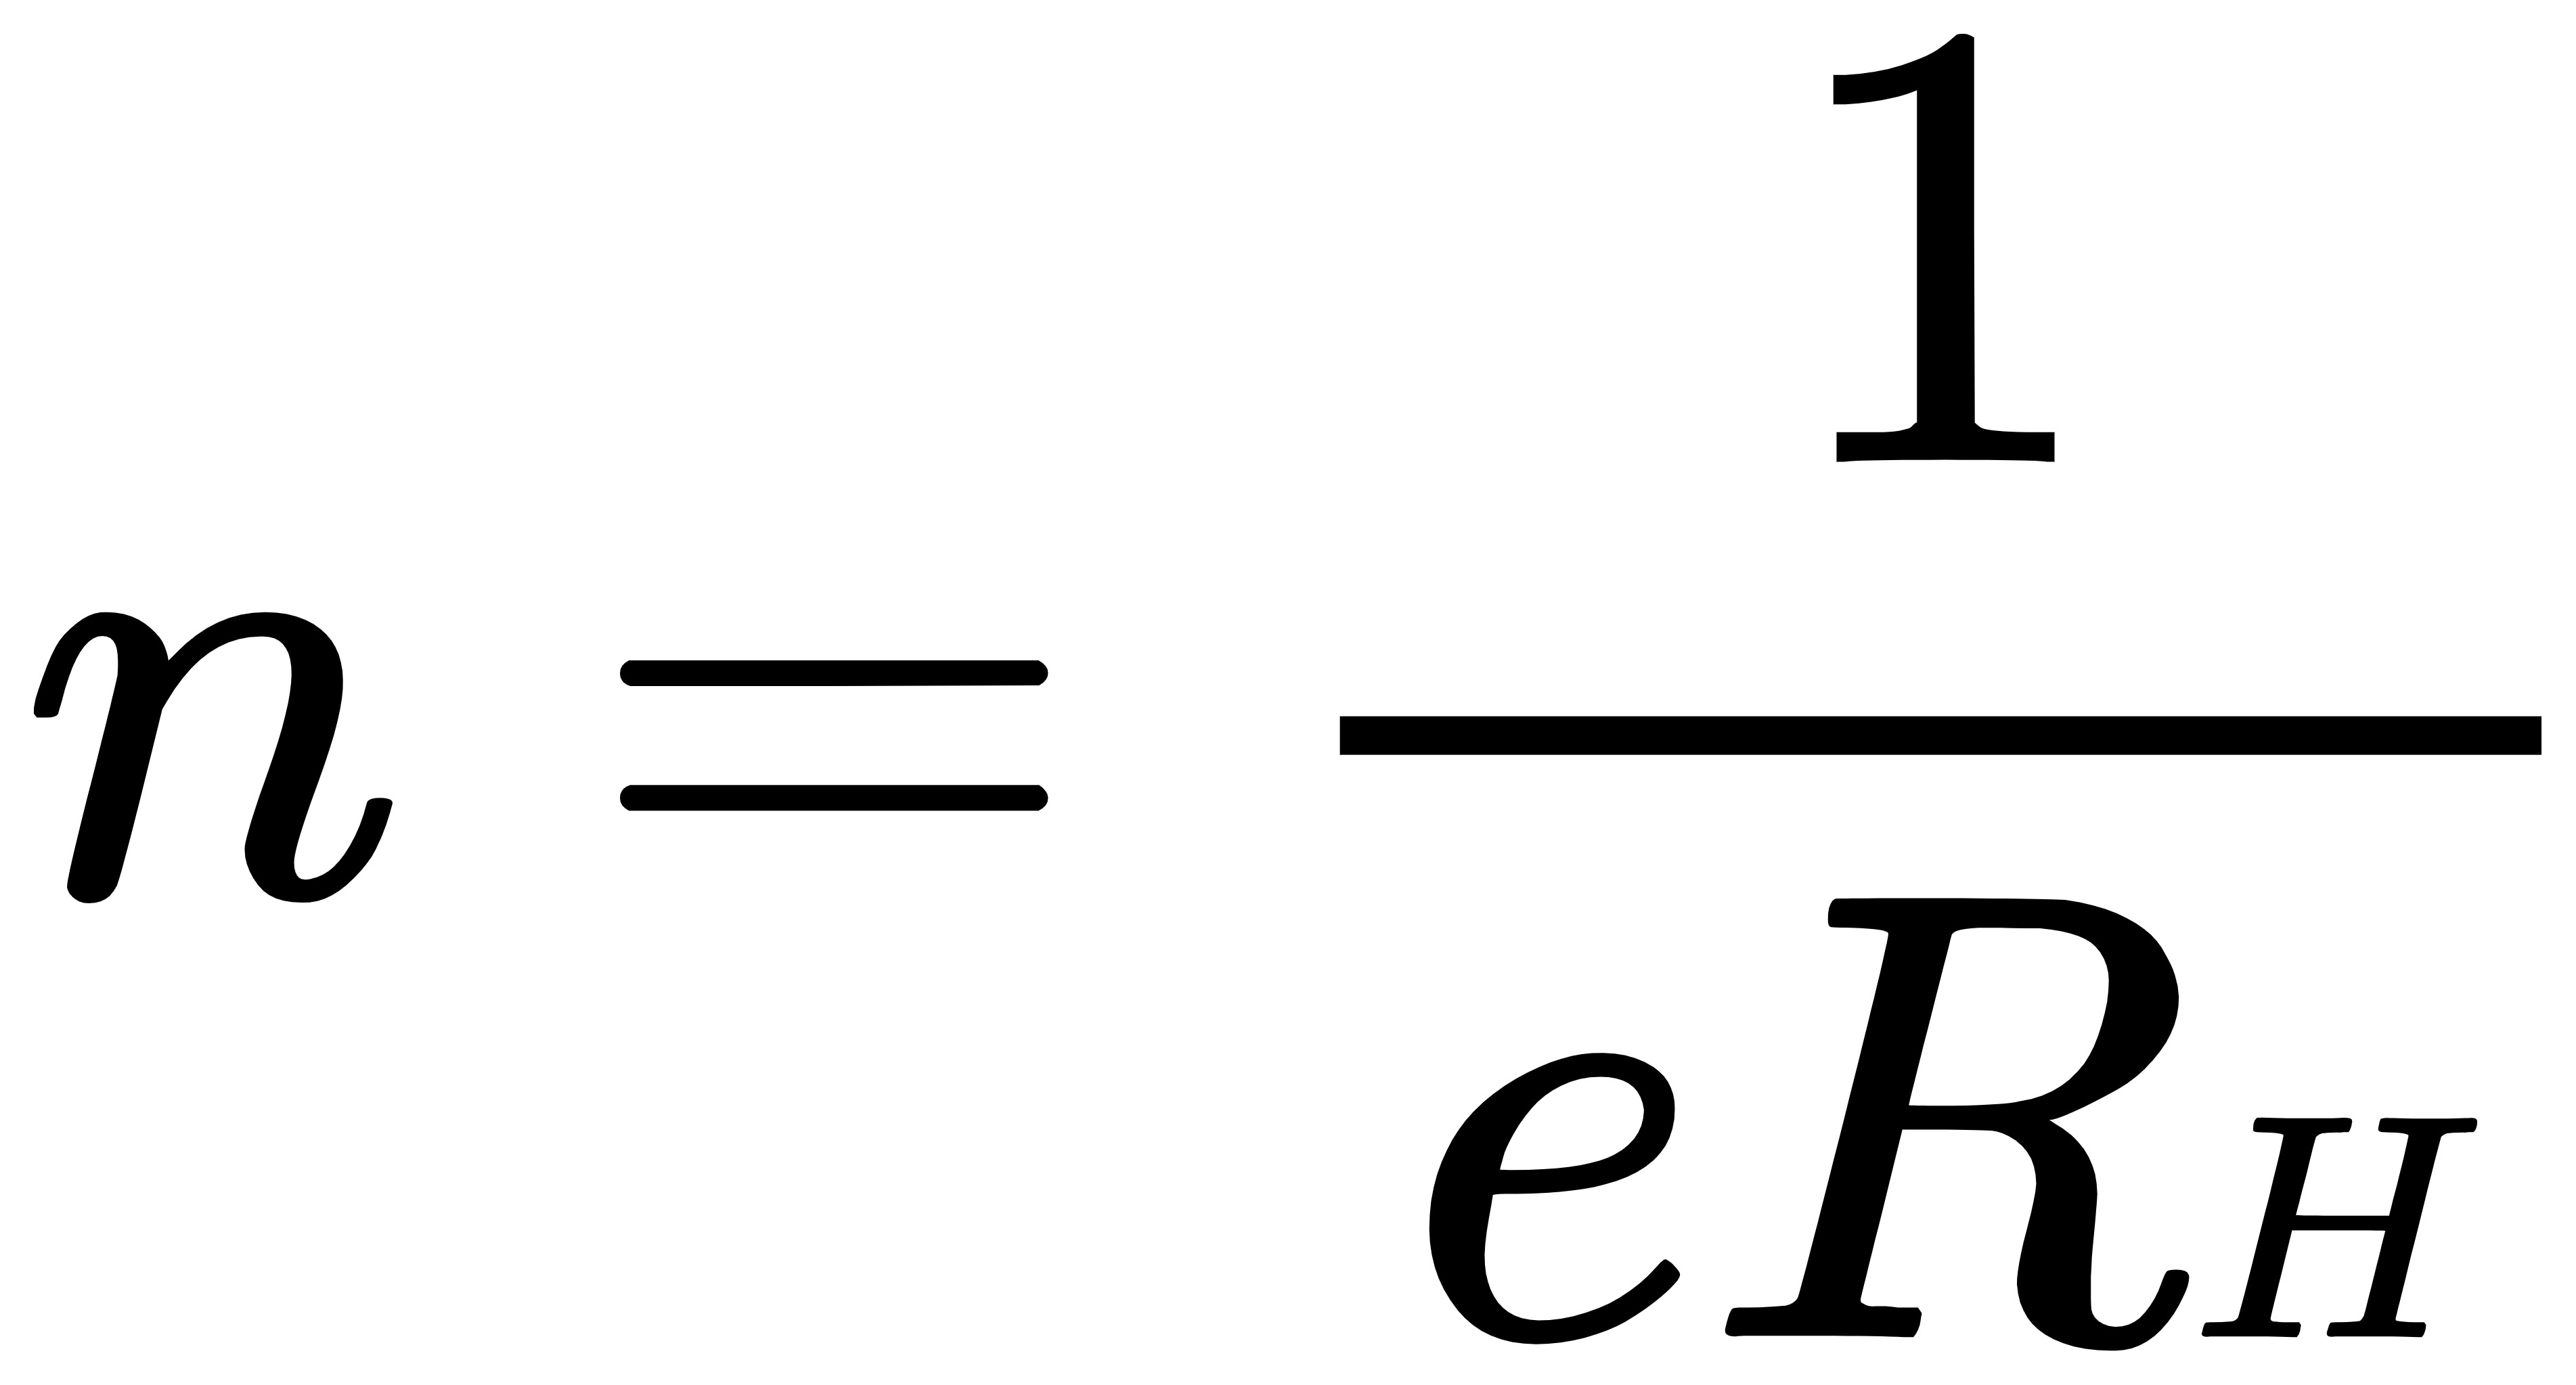 n = 1 / eR_H